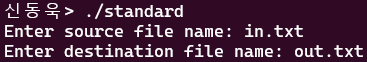 신동욱> ./standard
Enter source file name: in.txt
Enter destination file name: out.txt